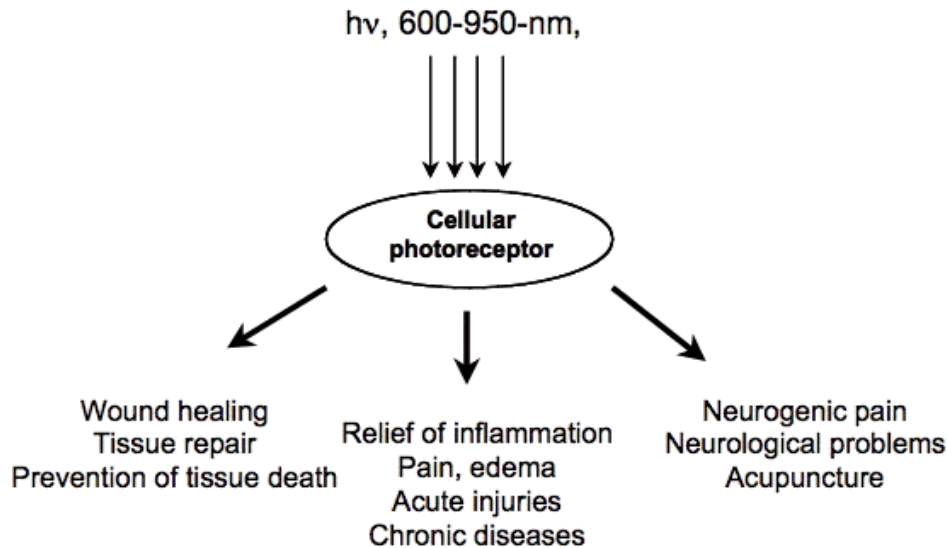 hν, 600-950-nm,
Cellular
photoreceptor
Wound healing
Tissue repair
Prevention of tissue death
Relief of inflammation
Pain, edema
Acute injuries
Chronic diseases
Neurogenic pain
Neurological problems
Acupuncture